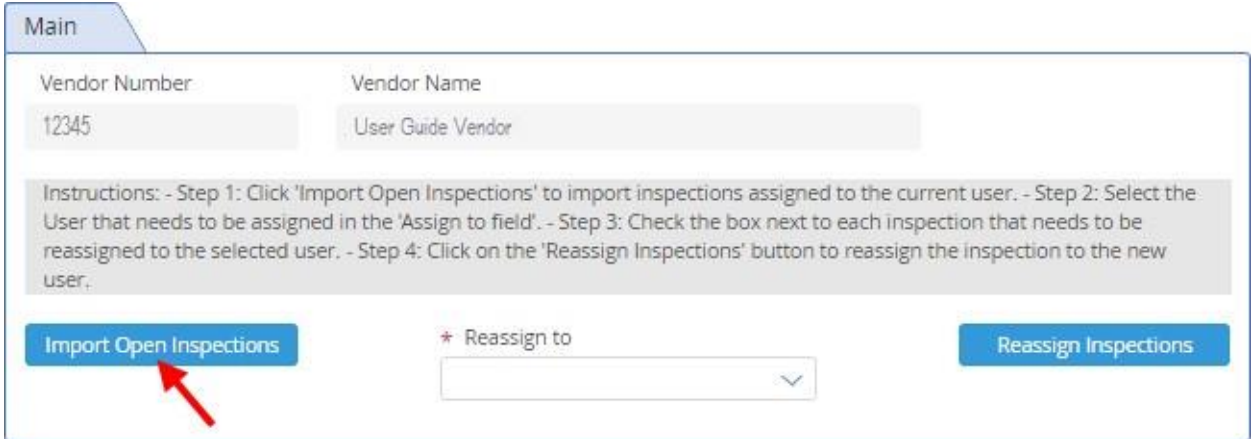 Main
Vendor Number
Vendor Name
12345
User Guide Vendor
Instructions: - Step 1: Click 'Import Open Inspections' to import inspections assigned to the current user. - Step 2: Select the
User that needs to be assigned in the 'Assign to field'. - Step 3: Check the box next to each inspection that needs to be
reassigned to the selected user. - Step 4: Click on the 'Reassign Inspections' button to reassign the inspection to the new
user.
Import Open Inspections
* Reassign to
Reassign Inspections